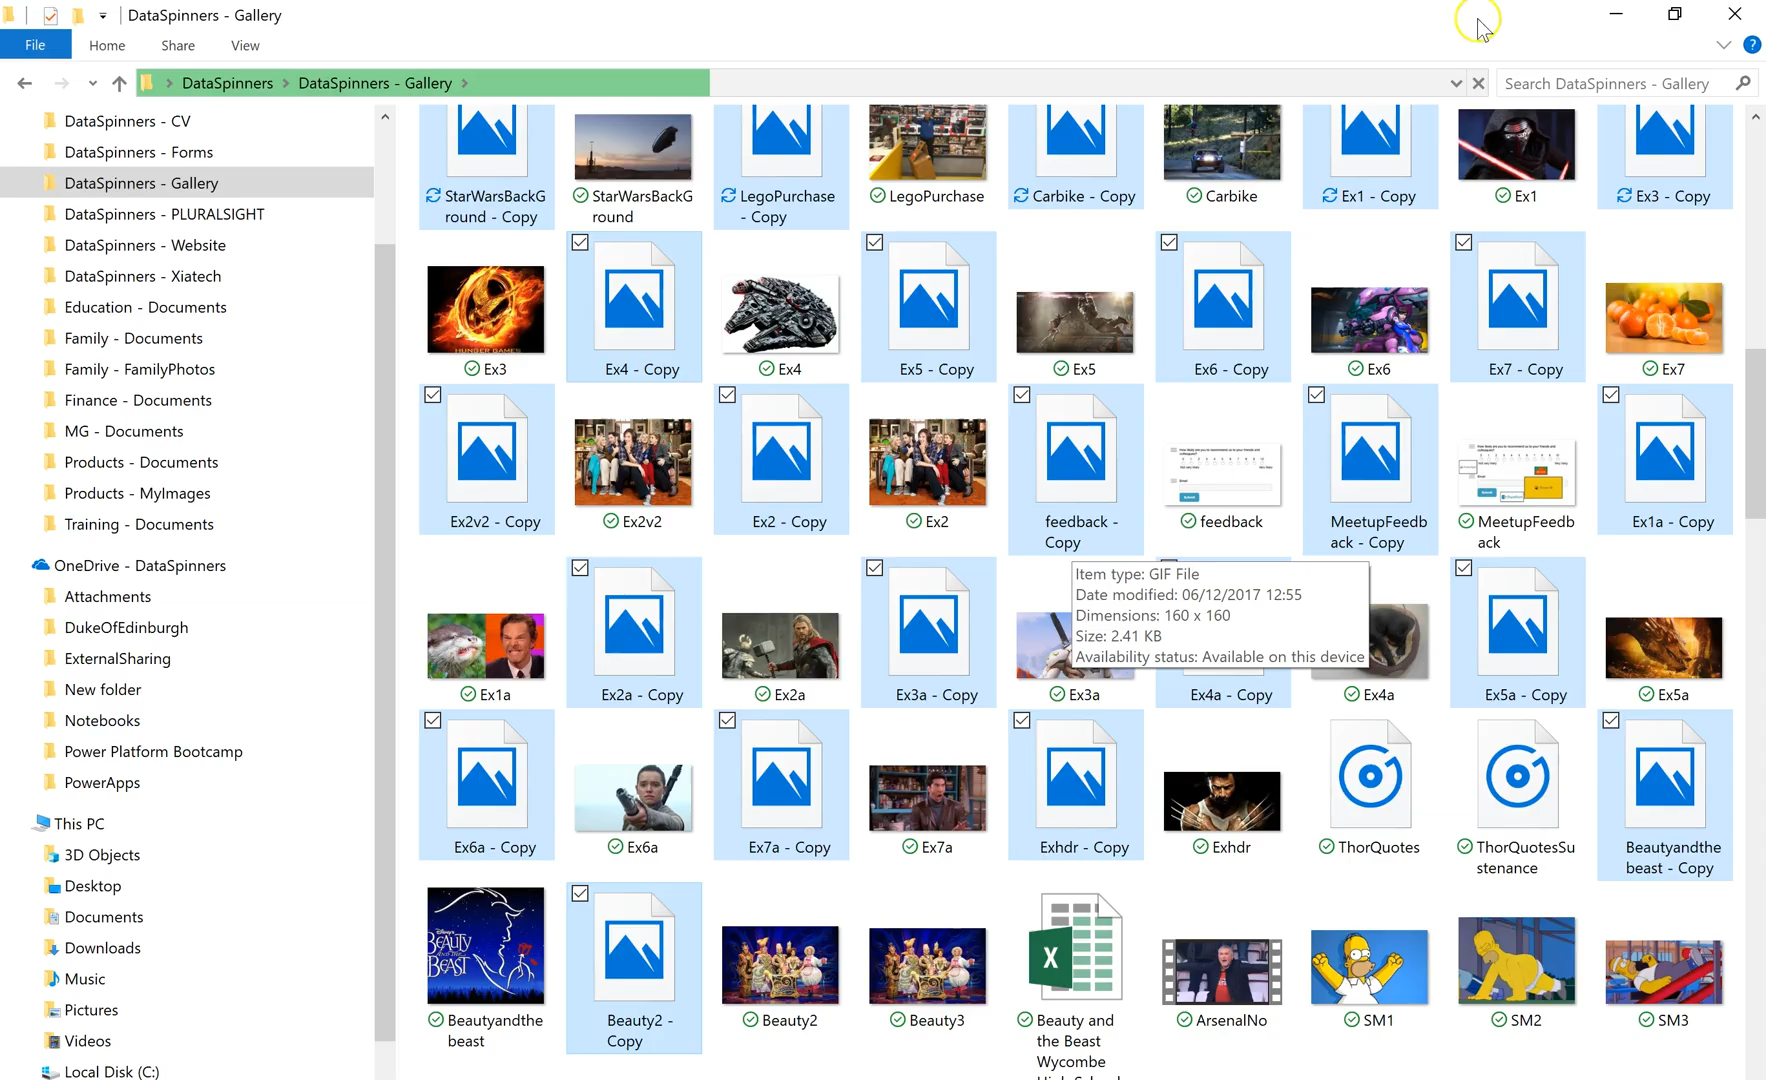 DataSpinners - Gallery
File
Home
Share
View
DataSpinners
DataSpinners - Gallery
Search DataSpinners - Gallery
DataSpinners - CV
DataSpinners - Forms
DataSpinners - Gallery
DataSpinners - PLURALSIGHT
DataSpinners - Website
DataSpinners - Xiatech
Education - Documents
Family - Documents
Family - FamilyPhotos
Finance - Documents
MG - Documents
Products - Documents
Products - MyImages
Training - Documents
OneDrive - DataSpinners
Attachments
DukeOfEdinburgh
ExternalSharing
New folder
Notebooks
Power Platform Bootcamp
PowerApps
This PC
3D Objects
Desktop
Documents
Downloads
Music
Pictures
Videos
Local Disk (C:)
StarWarsBackG
round - Copy
StarWarsBackG
round
LegoPurchase
- Copy
LegoPurchase
Carbike - Copy
Carbike
Ex1 - Copy
Ex1
Ex3 - Copy
HUNGER GAMES
Ex3
Ex4 - Copy
Ex4
Ex5 - Copy
Ex5
Ex6 - Copy
Ex6
Ex7 - Copy
Ex7
Ex2v2 - Copy
Ex2v2
Ex2 - Copy
Ex2
feedback -
Copy
feedback
MeetupFeedb
ack - Copy
MeetupFeedb
ack
Ex1a - Copy
Item type: GIF File
Date modified: 06/12/2017 12:55
Dimensions: 160 x 160
Size: 2.41 KB
Availability status: Available on this device
Ex1a
Ex2a - Copy
Ex2a
Ex3a - Copy
Ex3a
Ex4a - Copy
Ex4a
Ex5a - Copy
Ex5a
Ex6a - Copy
Ex6a
Ex7a - Copy
Ex7a
Exhdr - Copy
Exhdr
ThorQuotes
ThorQuotesSu
stenance
Beautyandthe
beast - Copy
BEAUTY
AND THE
BEAST
Beautyandthe
beast
Beauty2 -
Copy
Beauty2
Beauty3
X
Beauty and
the Beast
Wycombe
ArsenalNo
SM1
SM2
SM3